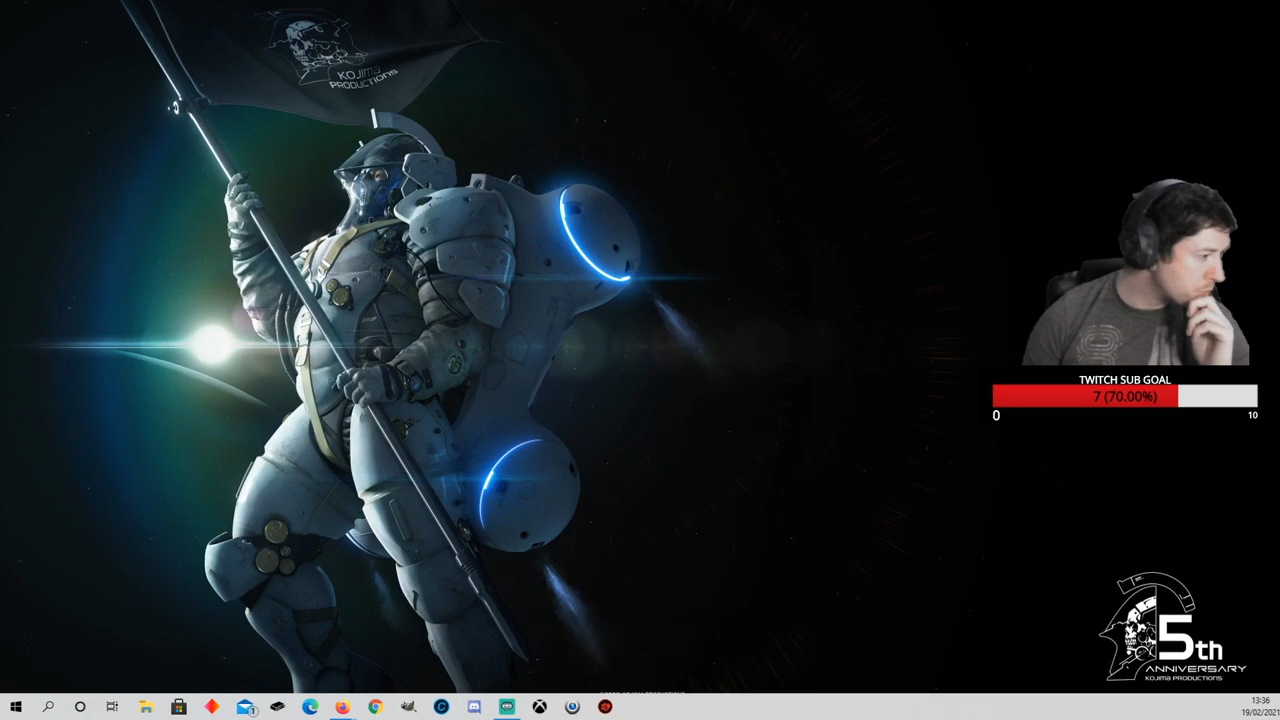 KOJIMA
PRODUCTIONS
TWITCH SUB GOAL
7 (70.00%)
0
10
5th
ANNIVERSARY
KOJIMA PRODUCTIONS
1
13:36
19/02/2021